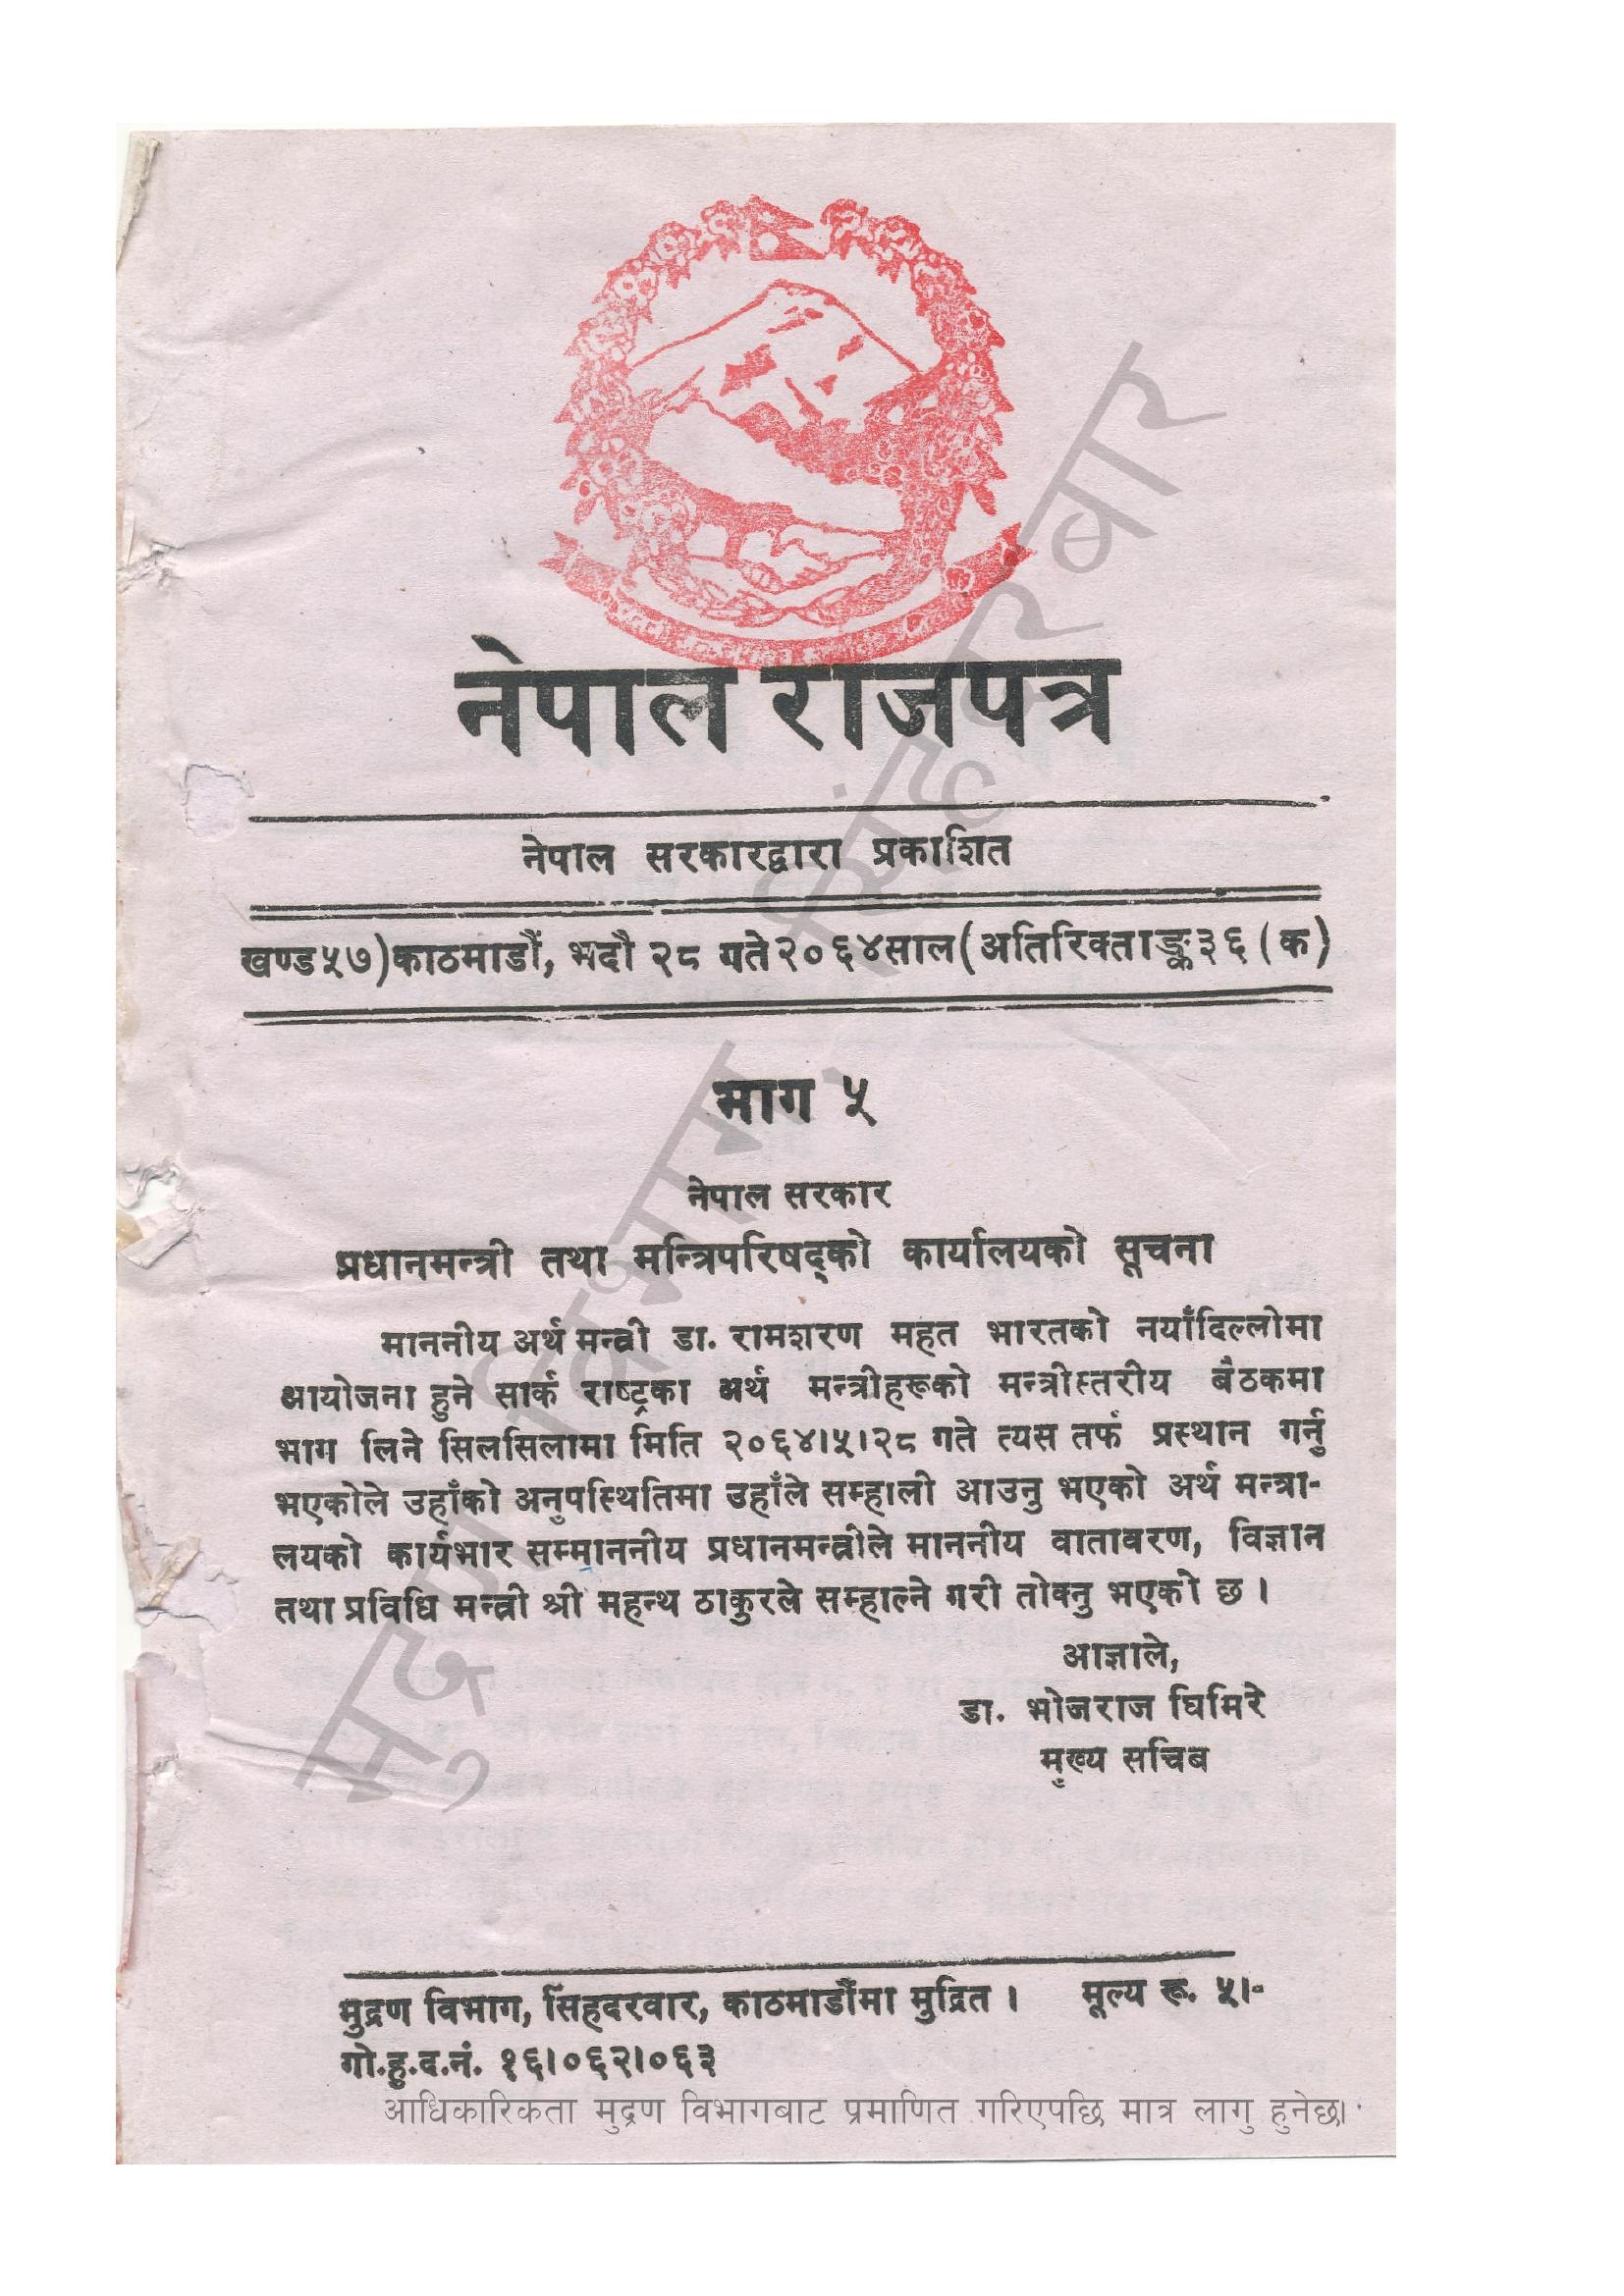 नेपाल राजपत्र
नेपाल सरकारद्वारा प्रकाशित
खण्ड ५७) काठमाडौं, भदौ २८ गते २०६४ साल (अतिरिक्ताङ्क ३६ (क)
भाग ५
नेपाल सरकार
प्रधानमन्त्री तथा मन्त्रिपरिषद्को कार्यालयको सूचना
माननीय अर्थ मन्त्री डा. रामशरण महत भारतको नयाँदिल्लीमा
आयोजना हुने सार्क राष्ट्रका अर्थ मन्त्रीहरूको मन्त्रीस्तरीय बैठकमा
भाग लिने सिलसिलामा मिति २०६४।५।२८ गते त्यस तर्फ प्रस्थान गर्नु
भएकोले उहाँको अनुपस्थितिमा उहाँले सम्हाली आउनु भएको अर्थ मन्त्रा-
लयको कार्यभार सम्माननीय प्रधानमन्त्रीले माननीय वातावरण, विज्ञान
तथा प्रविधि मन्त्री श्री महन्थ ठाकुरले सम्हाल्ने गरी तोक्नु भएको छ ।
आज्ञाले,
डा. भोजराज घिमिरे
मुख्य सचिब
मुद्रण विभाग, सिंहदरवार, काठमाडौंमा मुद्रित । मूल्य रू. ५।-
गो.हु.द.नं. १६।०६२।०६३
आधिकारिकता मुद्रण विभागबाट प्रमाणित गरिएपछि मात्र लागु हुनेछ।
मुद्रण विभाग, सिंहदरवार